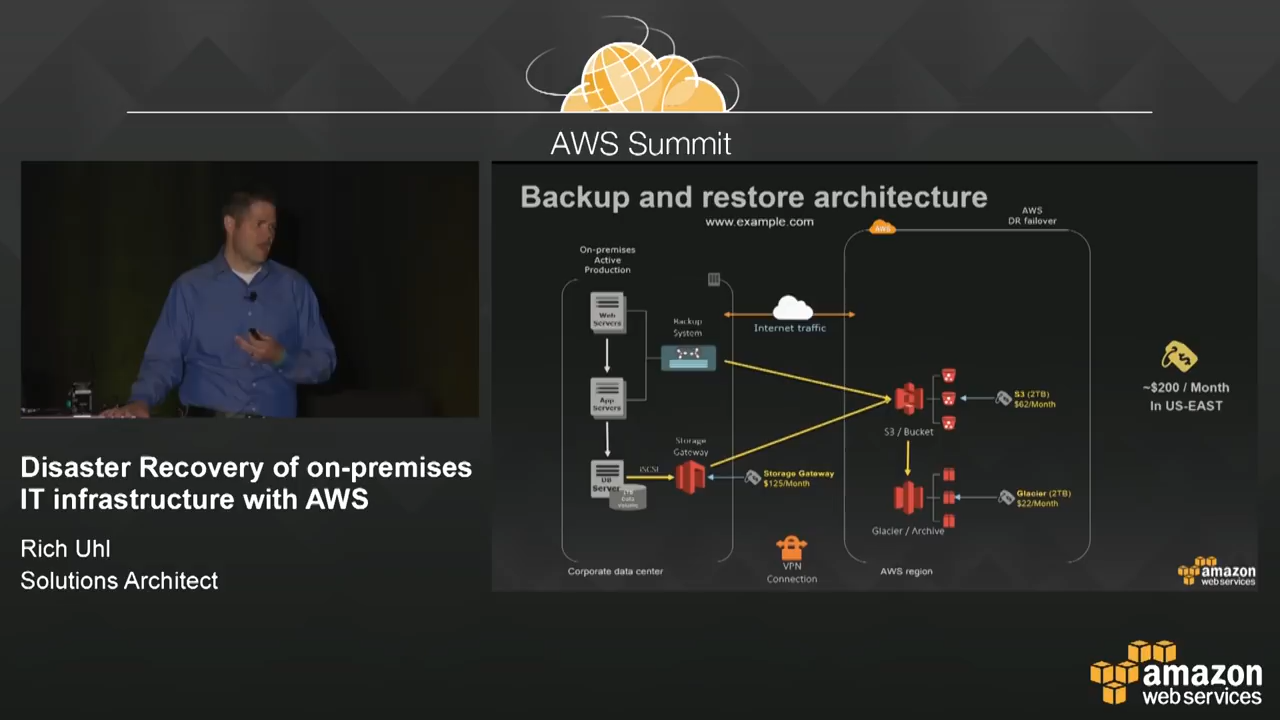 AWS Summit
Backup and restore architecture
www.example.com
AWS
DR failover
AWS
On-premises
Active
Production
Web
Servers
Backup
System
Internet traffic
App
Servers
S3 (2TB)
$62/Month
S3 / Bucket
~$200 / Month
In US-EAST
Storage
Gateway
iSCSI
DB
Server
Data
Storage Gateway
$125/Month
Glacier (2TB)
$22/Month
Glacier / Archive
VPN
Connection
Corporate data center
AWS region
amazon
web services
Disaster Recovery of on-premises
IT infrastructure with AWS
Rich Uhl
Solutions Architect
amazon
web services